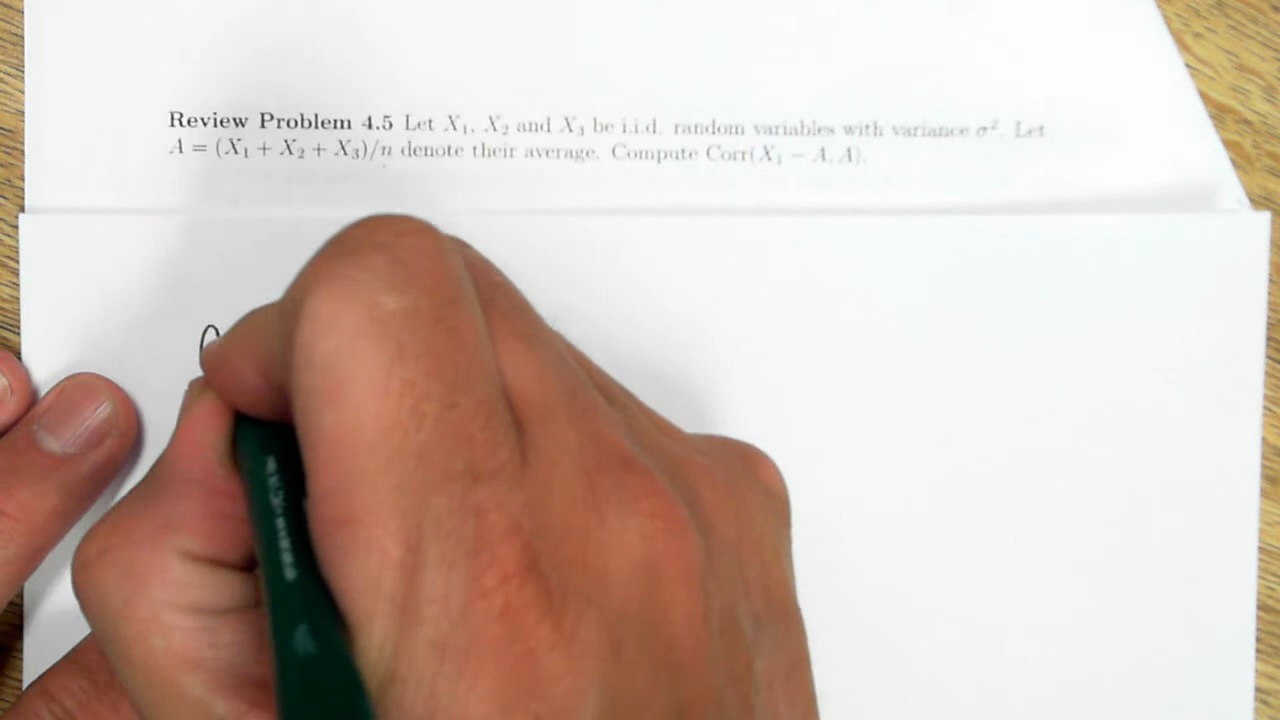 Review Problem 4.5 Let X₁, X₂ and X₃ be i.i.d. random variables with variance σ². Let
A = (X₁ + X₂ + X₃)/n denote their average. Compute Corr(X₁ − A, A).